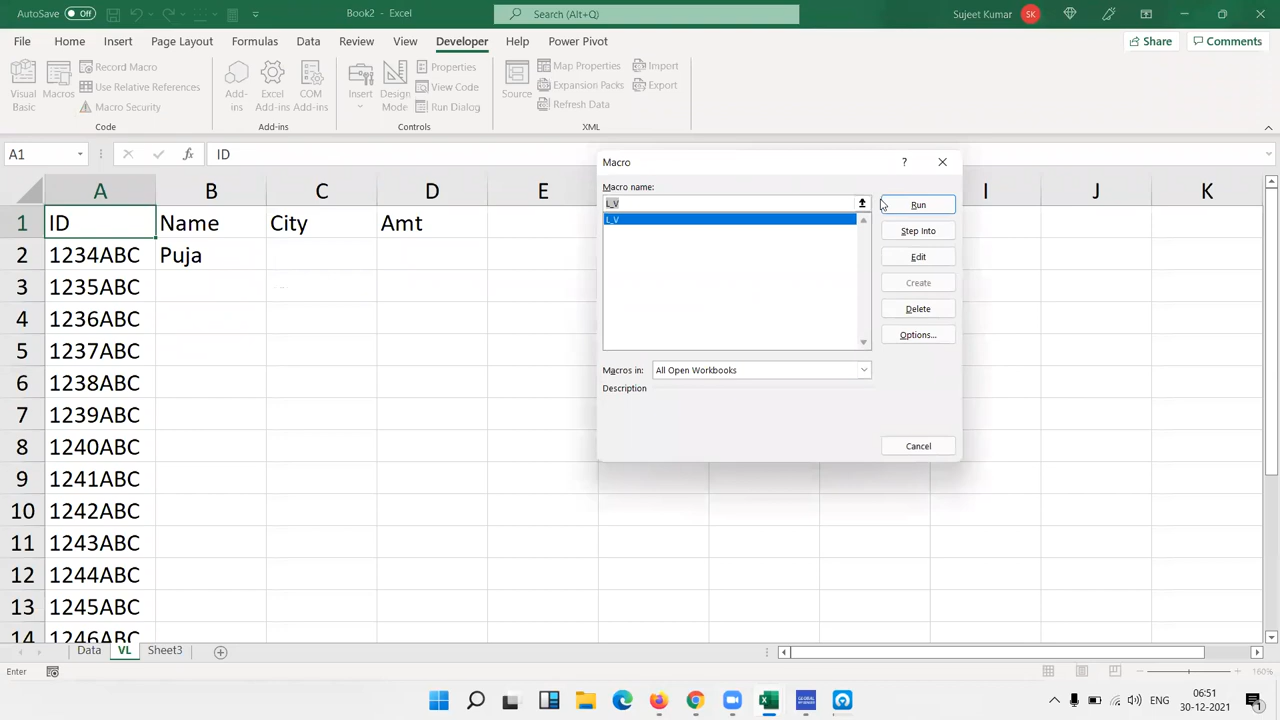 AutoSave Off Book2 - Excel Search (Alt+Q) Sujeet Kumar SK
File Home Insert Page Layout Formulas Data Review View Developer Help Power Pivot Share Comments
Visual Basic Macros Record Macro Use Relative References Macro Security
Add-ins Excel Add-ins COM Add-ins
Insert Design Mode Properties View Code Run Dialog
Source Map Properties Expansion Packs Refresh Data Import Export
Code Add-ins Controls XML
A1 fx ID
A B C D E I J K
1 ID Name City Amt
2 1234ABC Puja
3 1235ABC
4 1236ABC
5 1237ABC
6 1238ABC
7 1239ABC
8 1240ABC
9 1241ABC
10 1242ABC
11 1243ABC
12 1244ABC
13 1245ABC
14 1246ABC
Macro ?
Macro name:
L_V
L_V
Run
Step Into
Edit
Create
Delete
Options...
Macros in: All Open Workbooks
Description
Cancel
Data VL Sheet3
Enter 160%
ENG 06:51
30-12-2021